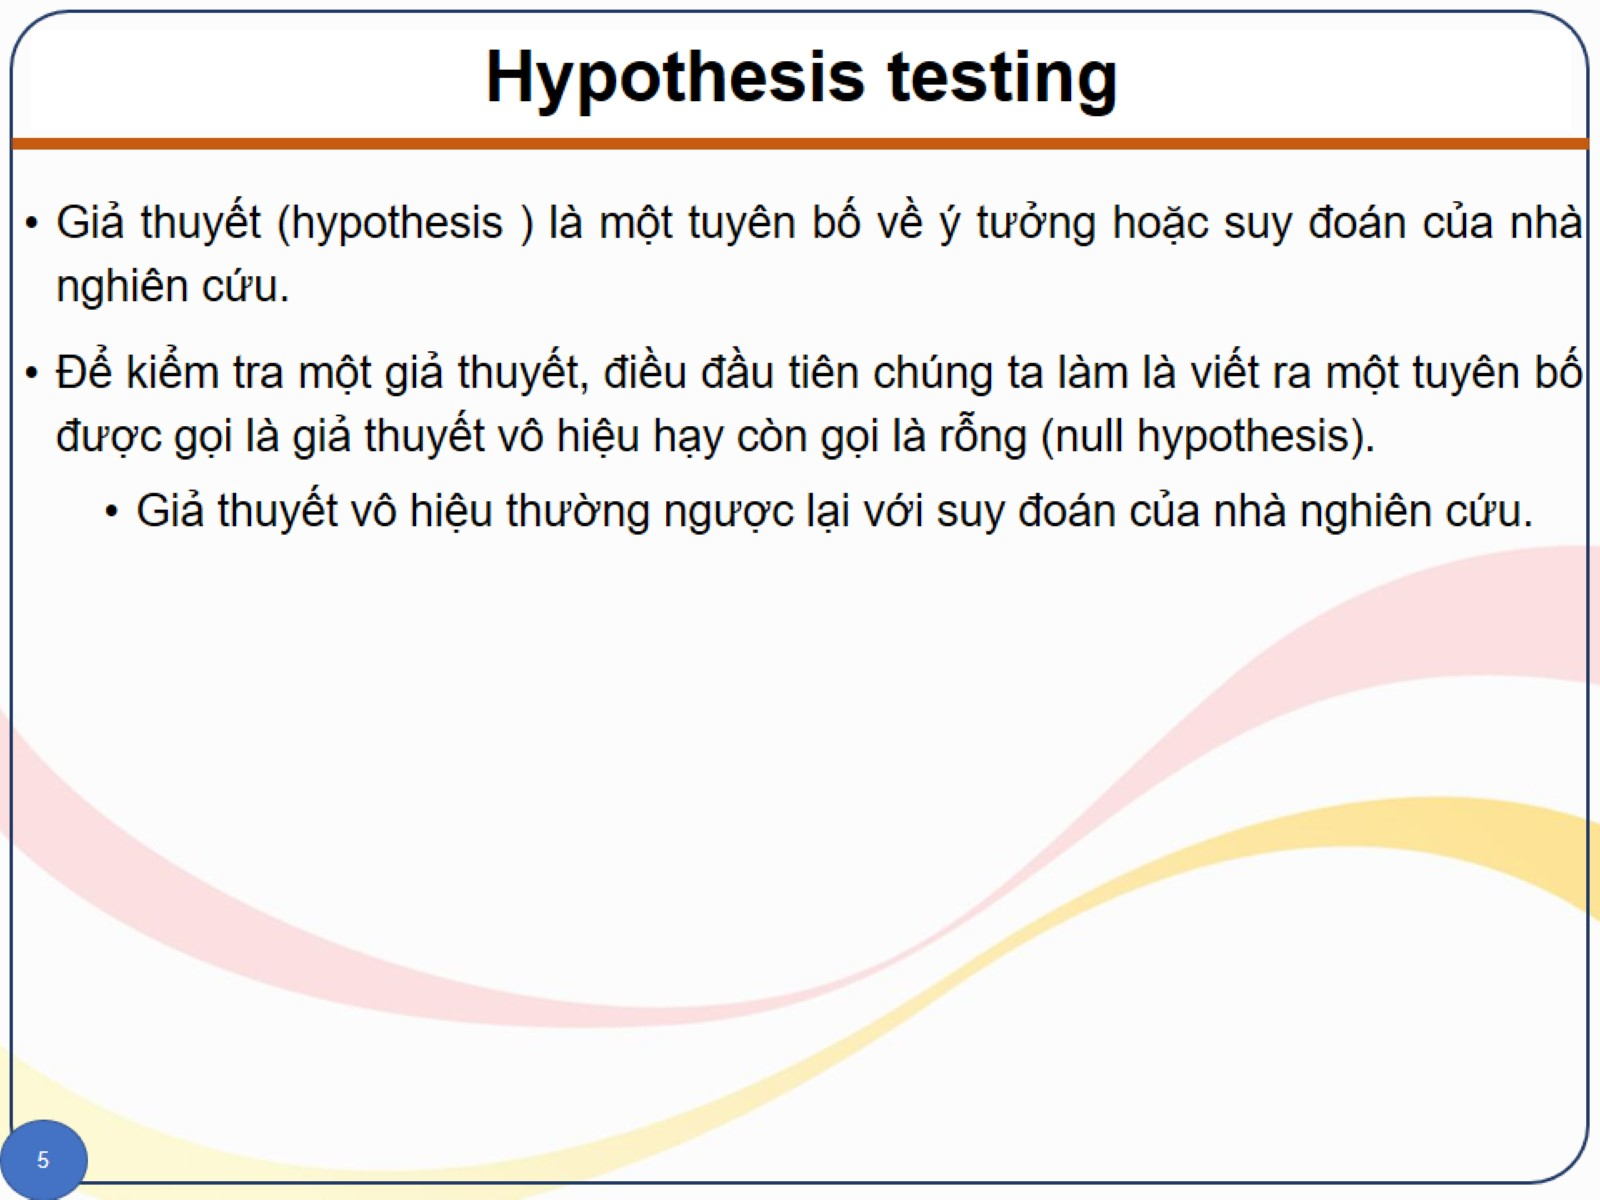 Hypothesis testing
• Giả thuyết (hypothesis ) là một tuyên bố về ý tưởng hoặc suy đoán của nhà
nghiên cứu.
• Để kiểm tra một giả thuyết, điều đầu tiên chúng ta làm là viết ra một tuyên bố
được gọi là giả thuyết vô hiệu hạy còn gọi là rỗng (null hypothesis).
• Giả thuyết vô hiệu thường ngược lại với suy đoán của nhà nghiên cứu.
5